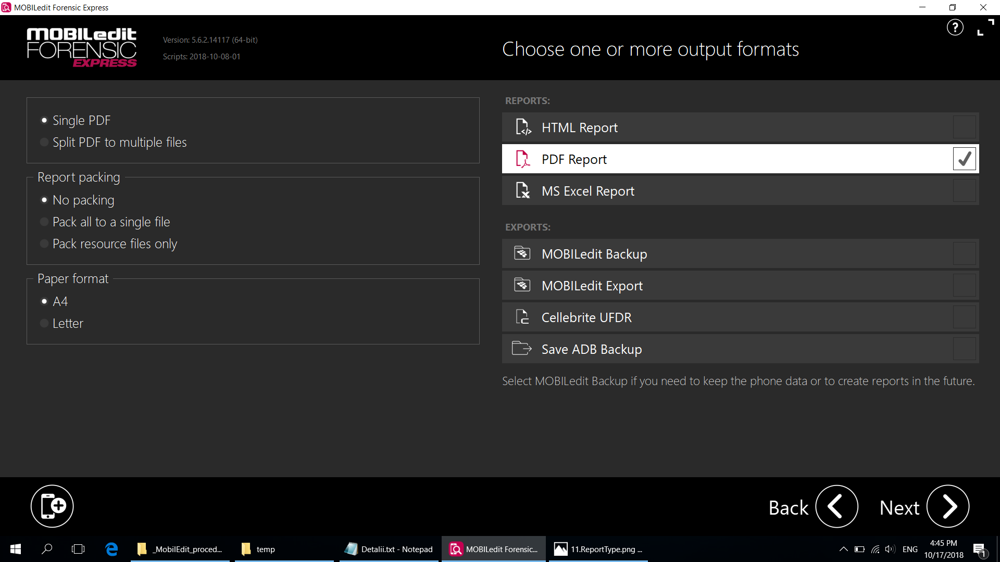 MOBILedit Forensic Express
MOBILedit
FORENSIC
EXPRESS
Version: 5.6.2.14117 (64-bit)
Scripts: 2018-10-08-01
Choose one or more output formats
?
Single PDF
Split PDF to multiple files
Report packing
No packing
Pack all to a single file
Pack resource files only
Paper format
A4
Letter
REPORTS:
HTML Report
PDF Report
MS Excel Report
EXPORTS:
MOBILedit Backup
MOBILedit Export
Cellebrite UFDR
Save ADB Backup
Select MOBILedit Backup if you need to keep the phone data or to create reports in the future.
Back
Next
_MobilEdit_proced...
temp
Detalii.txt - Notepad
MOBILedit Forensic...
11.ReportType.png ...
ENG
4:45 PM
10/17/2018
1